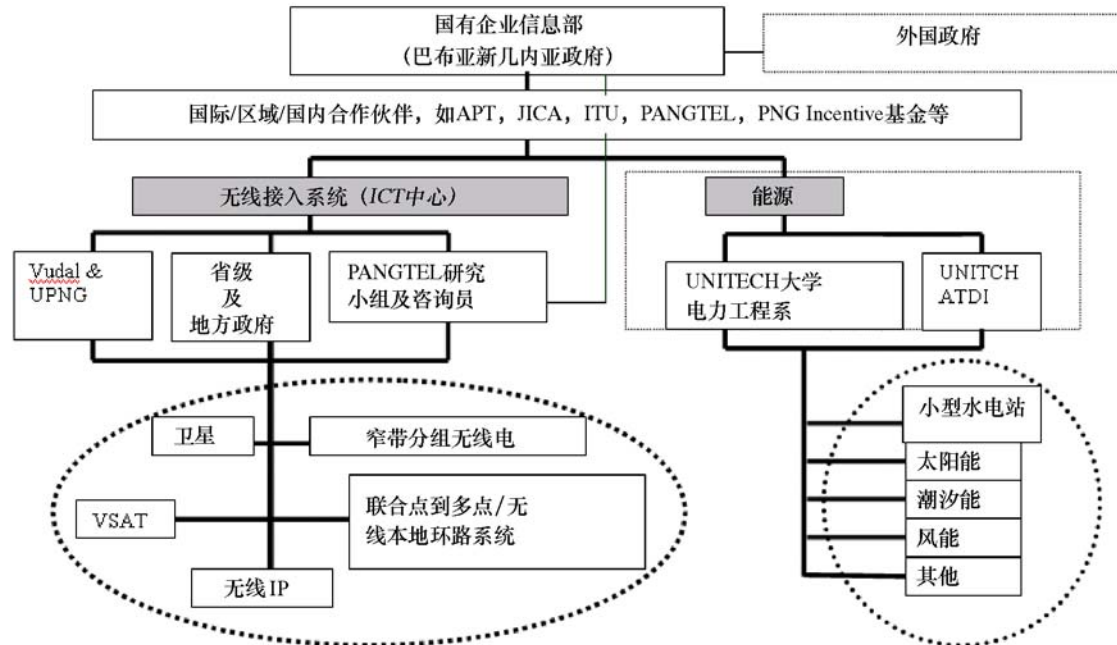 国有企业信息部
（巴布亚新几内亚政府）
外国政府
国际/区域/国内合作伙伴，如APT，JICA，ITU，PANGTEL，PNG Incentive基金等
无线接入系统（ICT中心）
能源
Vudal &
UPNG
省级
及
地方政府
PANGTEL研究
小组及咨询员
UNITECH大学
电力工程系
UNITCH
ATDI
卫星
窄带分组无线电
VSAT
联合点到多点/无
线本地环路系统
无线IP
小型水电站
太阳能
潮汐能
风能
其他